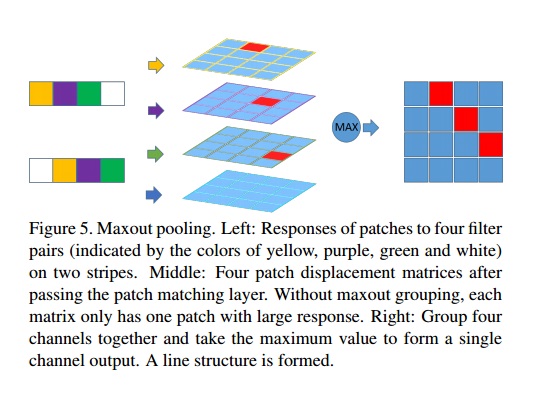 MAX
Figure 5. Maxout pooling. Left: Responses of patches to four filter
pairs (indicated by the colors of yellow, purple, green and white)
on two stripes. Middle: Four patch displacement matrices after
passing the patch matching layer. Without maxout grouping, each
matrix only has one patch with large response. Right: Group four
channels together and take the maximum value to form a single
channel output. A line structure is formed.